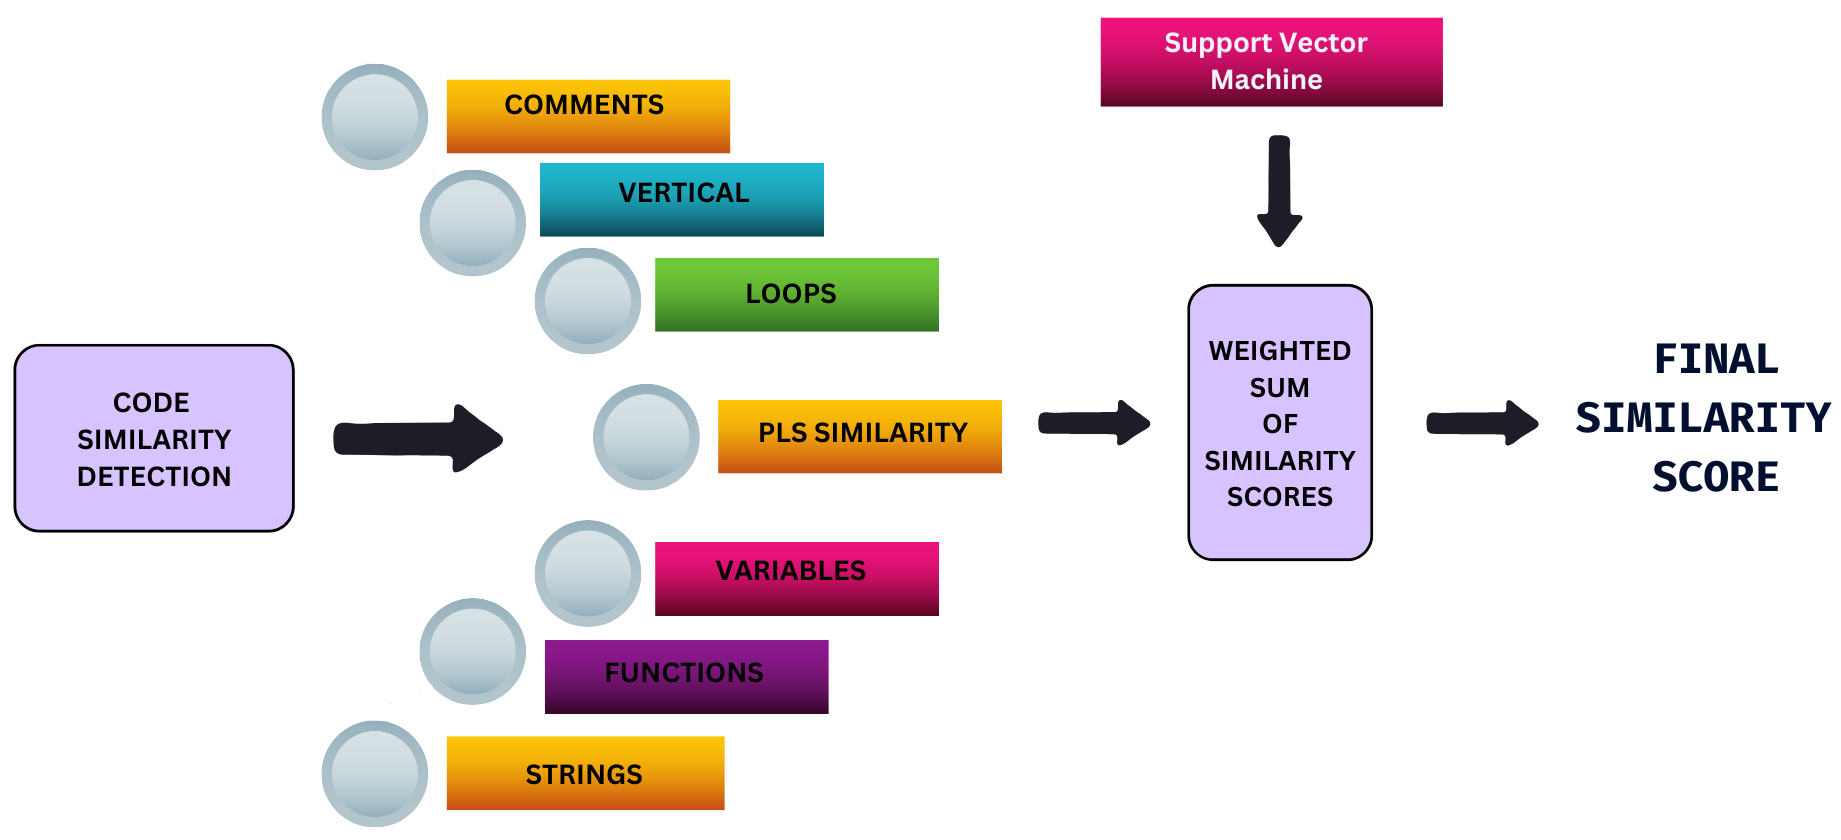 Support Vector
Machine
COMMENTS
VERTICAL
LOOPS
CODE
SIMILARITY
DETECTION
PLS SIMILARITY
VARIABLES
FUNCTIONS
STRINGS
WEIGHTED
SUM
OF
SIMILARITY
SCORES
FINAL
SIMILARITY
SCORE